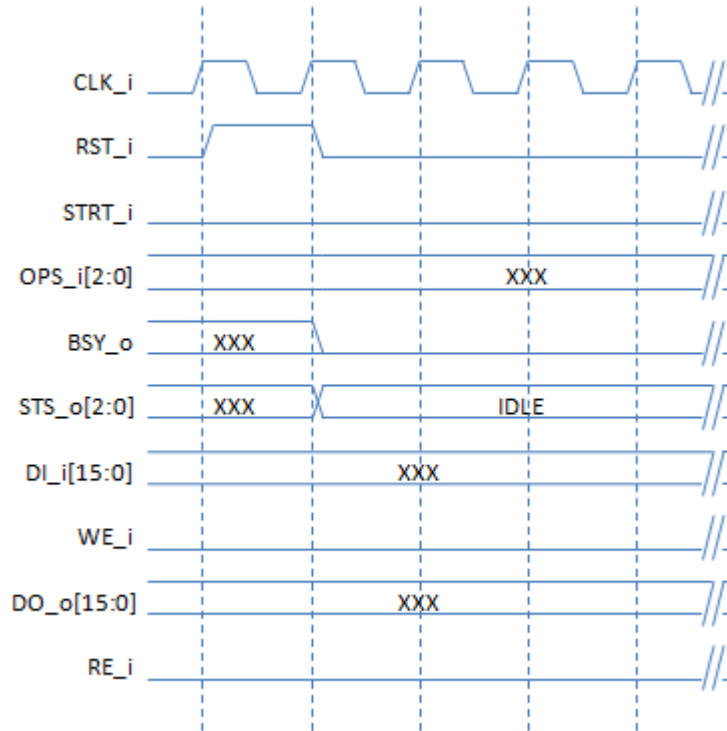 CLK_i
RST_i
STRT_i
OPS_i[2:0] XXX
BSY_o XXX
STS_o[2:0] XXX IDLE
DI_i[15:0] XXX
WE_i
DO_o[15:0] XXX
RE_i